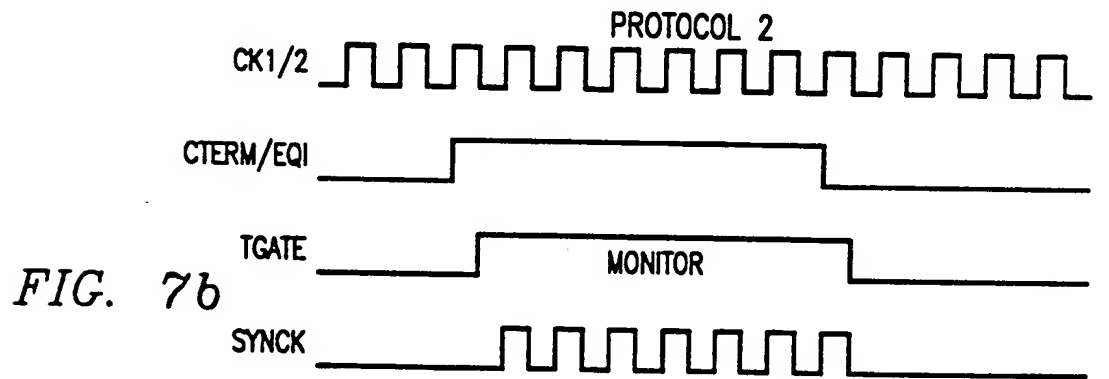 PROTOCOL 2
CK1/2
CTERM/EQI
TGATE
MONITOR
FIG. 7b
SYNCK